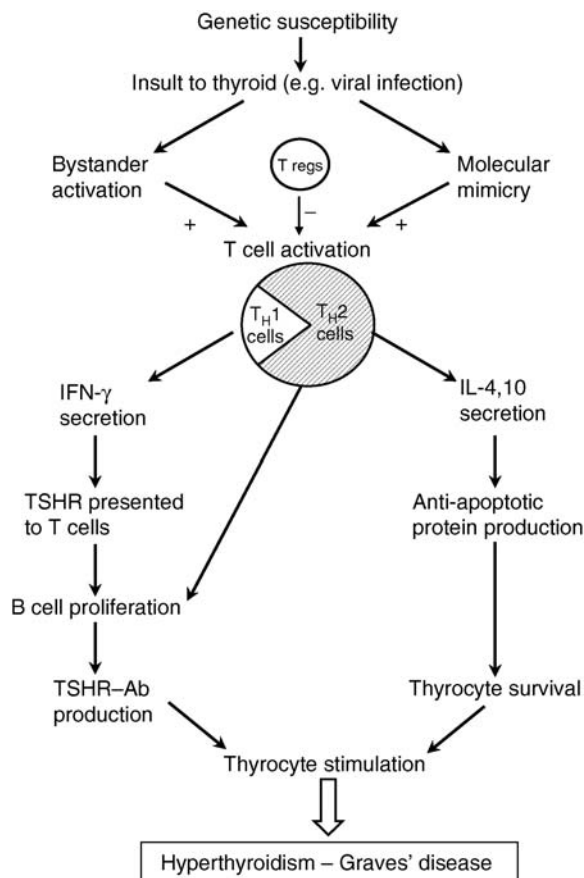 Genetic susceptibility
Insult to thyroid (e.g. viral infection)
Bystander
activation
T regs
Molecular
mimicry
+
–
+
T cell activation
T_H1
cells
T_H2
cells
IFN-γ
secretion
IL-4,10
secretion
TSHR presented
to T cells
Anti-apoptotic
protein production
B cell proliferation
TSHR–Ab
production
Thyrocyte survival
Thyrocyte stimulation
Hyperthyroidism – Graves' disease